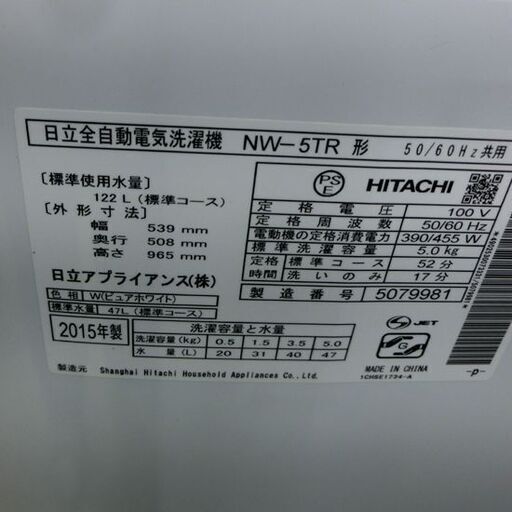 日立全自動電気洗濯機 NW-5TR 形 50/60Hz共用
[標準使用水量]
122 L (標準コース)
[外形寸法]
幅 539 mm
奥行 508 mm
高さ 965 mm
日立アプライアンス(株)
色相 W(ピュアホワイト)
標準水量 47L (標準コース)
PSE HITACHI
定格電圧 100 V
定格周波数 50/60 Hz
電動機の定格消費電力 390/455 W
標準洗濯容量 5.0kg
定格 標準コース 52分
時間 洗いのみ 17分
製造番号 5079981
2015年製
洗濯容量と水量
洗濯容量(kg) 0.5 1.5 3.5 5.0
水量(L) 20 31 40 47
製造元 Shanghai Hitachi Household Appliances Co., Ltd.
S JET
G
MADE IN CHINA
1CHSE1734-A
-p-